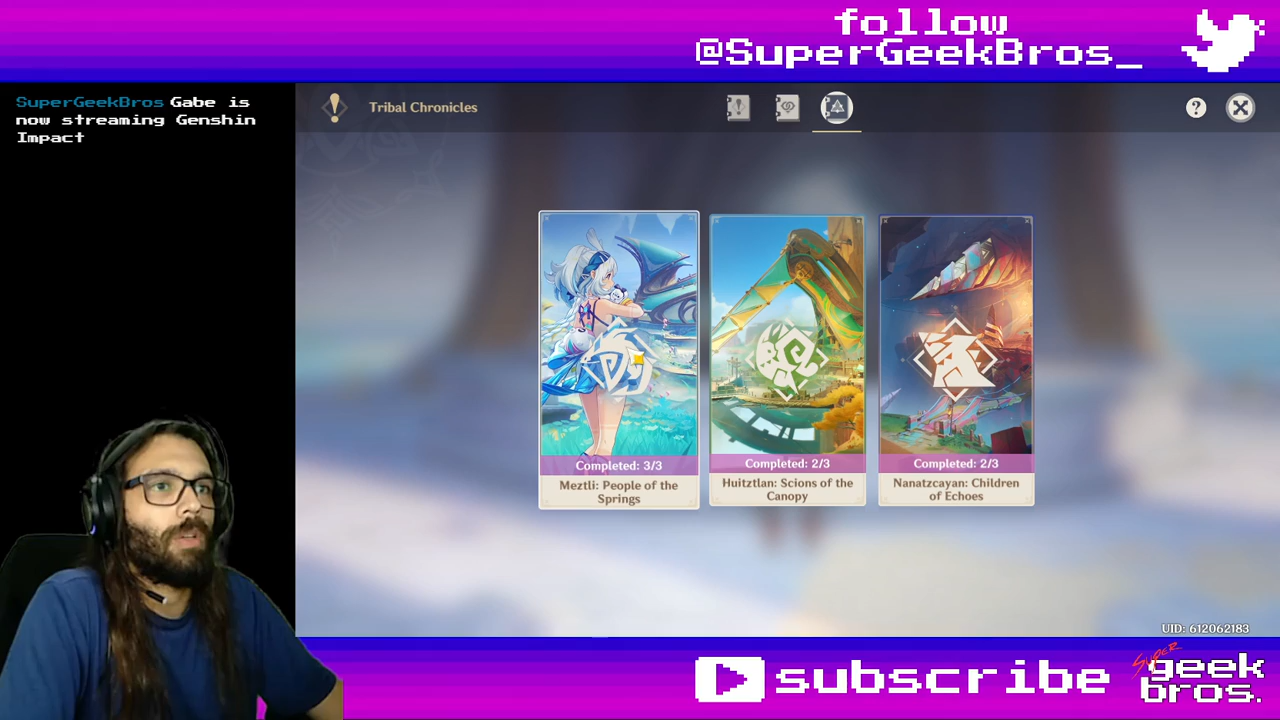 follow
@SuperGeekBros_
SuperGeekBros Gabe is
now streaming Genshin
Impact
Tribal Chronicles
?
Completed: 3/3
Meztli: People of the
Springs
Completed: 2/3
Huitztlan: Scions of the
Canopy
Completed: 2/3
Nanatzcayan: Children
of Echoes
UID: 612062183
subscribe
SUPER
geek
bros.